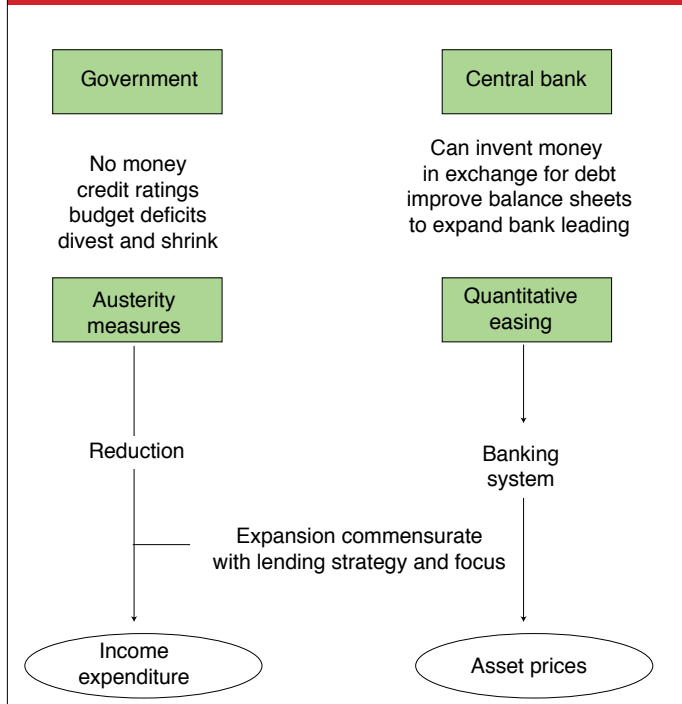 Government
Central bank
No money
credit ratings
budget deficits
divest and shrink
Can invent money
in exchange for debt
improve balance sheets
to expand bank leading
Austerity
measures
Quantitative
easing
Reduction
Banking
system
Expansion commensurate
with lending strategy and focus
Income
expenditure
Asset prices